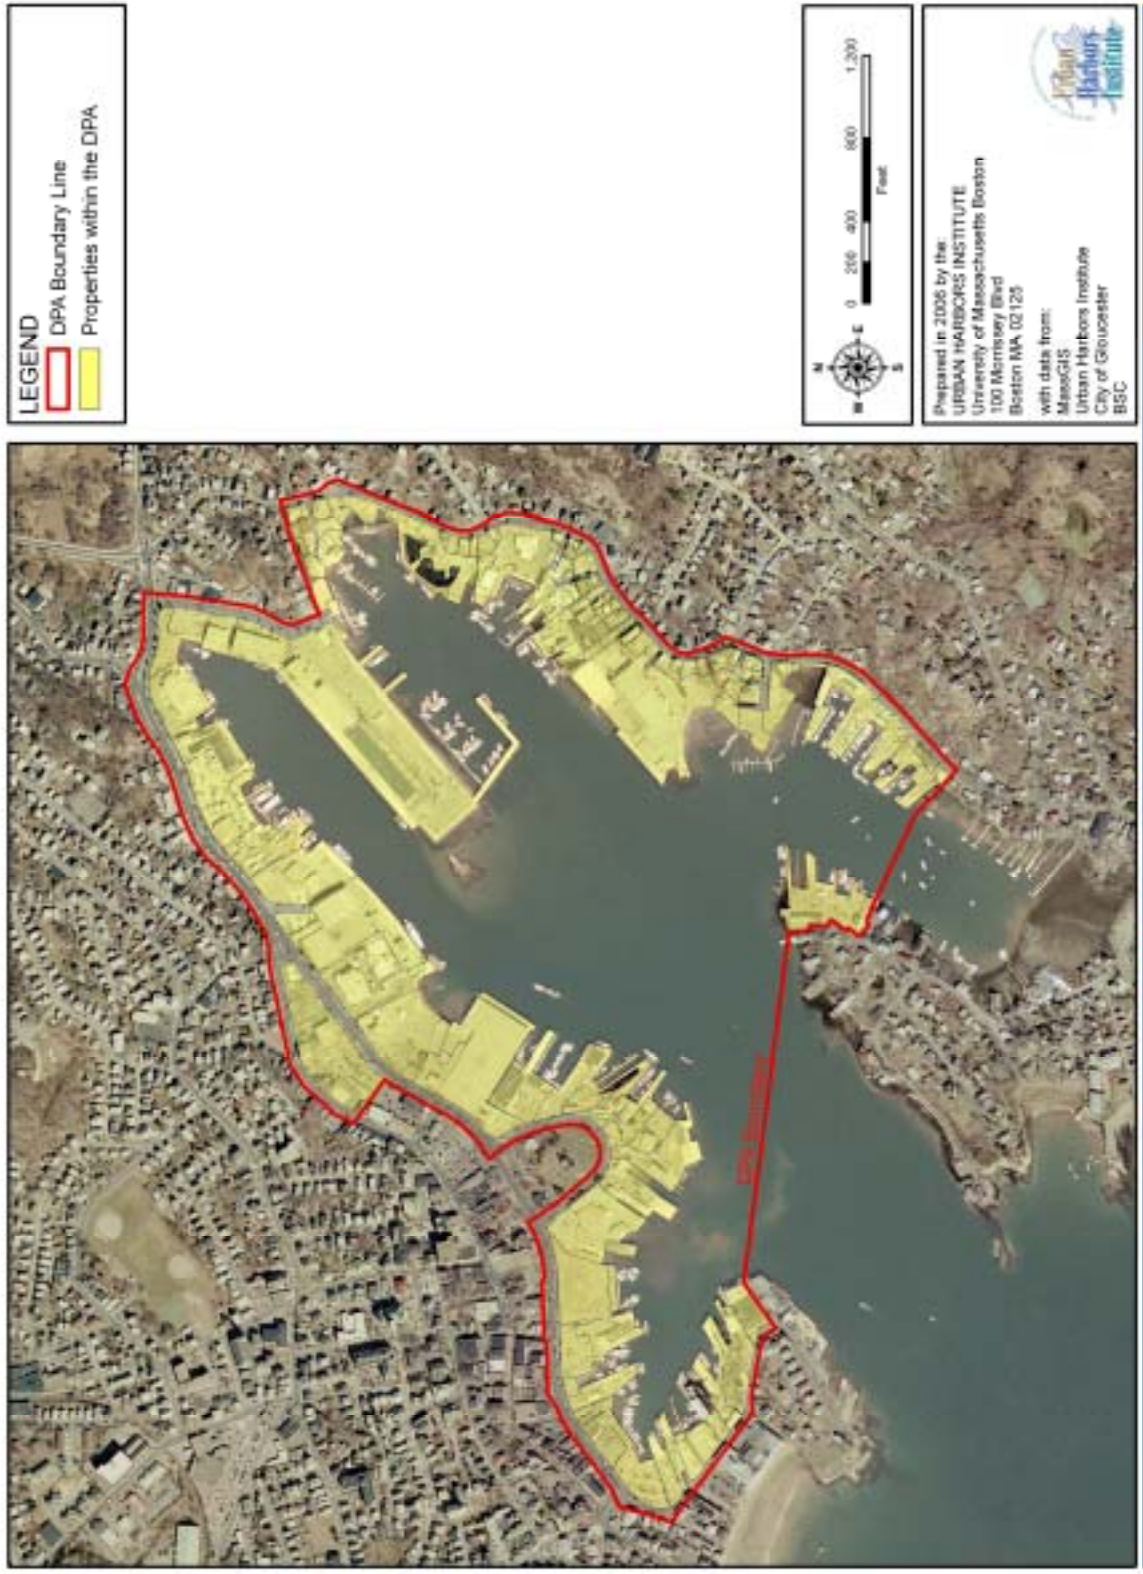 LEGEND
DPA Boundary Line
Properties within the DPA
N
W E
S
0 200 400 800 1,200
Feet
Prepared in 2006 by the:
URBAN HARBORS INSTITUTE
University of Massachusetts Boston
100 Morrissey Blvd
Boston MA 02125
with data from:
MassGIS
Urban Harbors Institute
City of Gloucester
BSC
Urban
Harbors
Institute
DPA Boundary